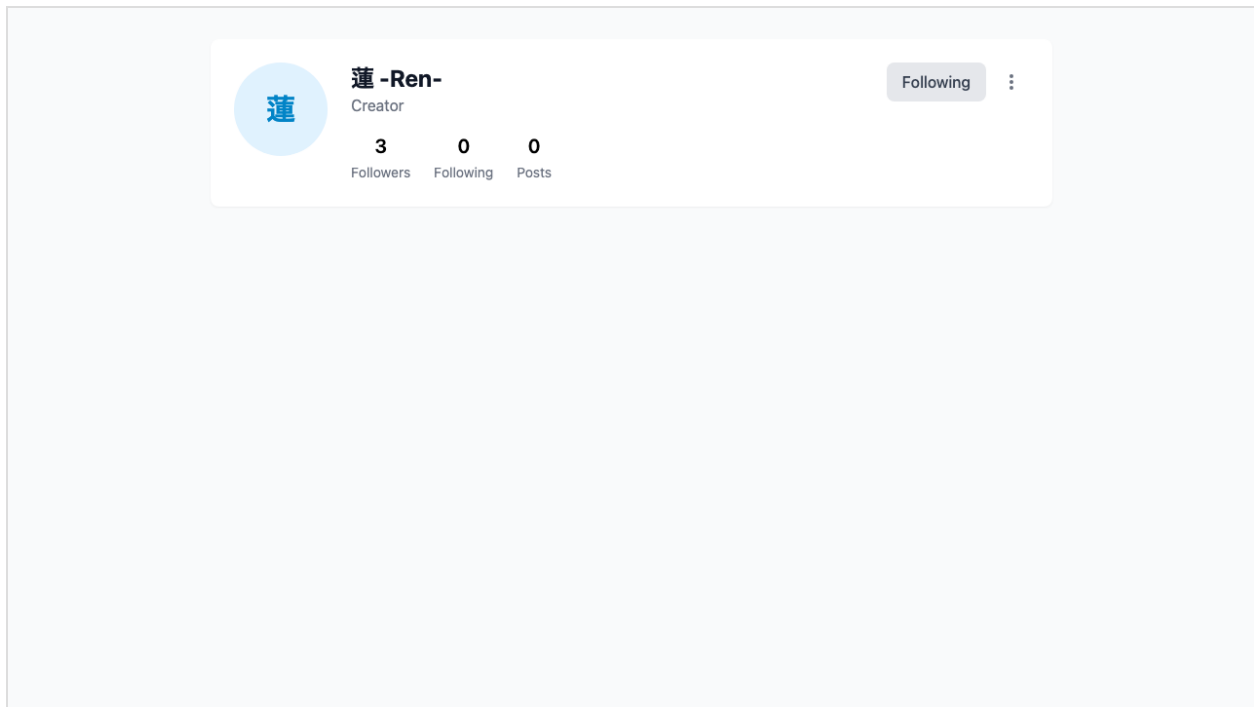 蓮
蓮 -Ren-
Creator
Following
3 0 0
Followers Following Posts